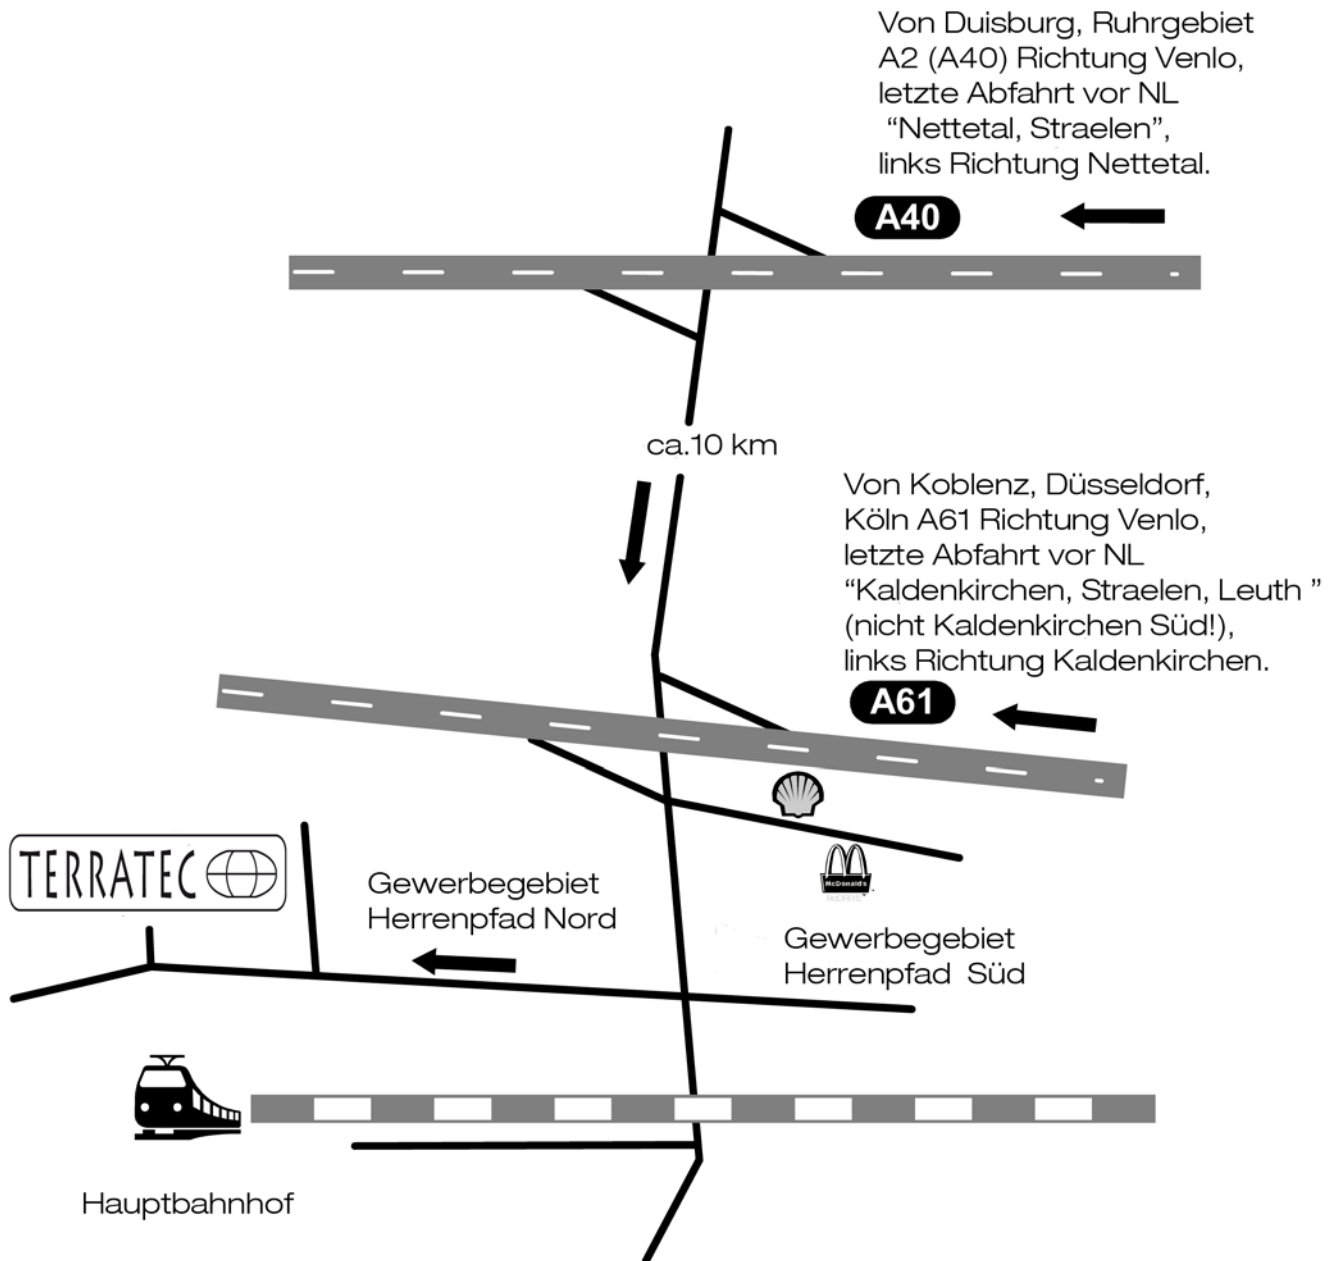 Von Duisburg, Ruhrgebiet
A2 (A40) Richtung Venlo,
letzte Abfahrt vor NL
“Nettetal, Straelen”,
links Richtung Nettetal.
A40
ca.10 km
Von Koblenz, Düsseldorf,
Köln A61 Richtung Venlo,
letzte Abfahrt vor NL
“Kaldenkirchen, Straelen, Leuth ”
(nicht Kaldenkirchen Süd!),
links Richtung Kaldenkirchen.
A61
TERRATEC
McDonald's
Gewerbegebiet
Herrenpfad Nord
Gewerbegebiet
Herrenpfad Süd
Hauptbahnhof